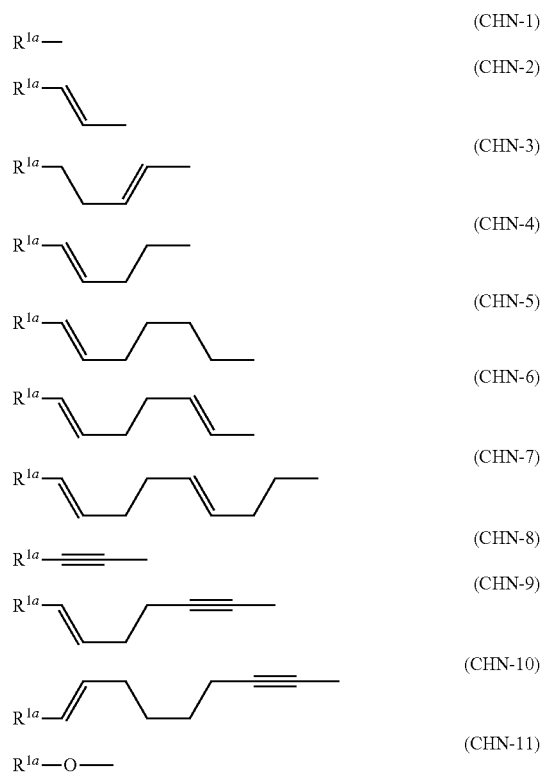 (CHN-1)
R¹ᵃ
(CHN-2)
R¹ᵃ
(CHN-3)
R¹ᵃ
(CHN-4)
R¹ᵃ
(CHN-5)
R¹ᵃ
(CHN-6)
R¹ᵃ
(CHN-7)
R¹ᵃ
(CHN-8)
R¹ᵃ
(CHN-9)
R¹ᵃ
(CHN-10)
R¹ᵃ
(CHN-11)
R¹ᵃ—O—